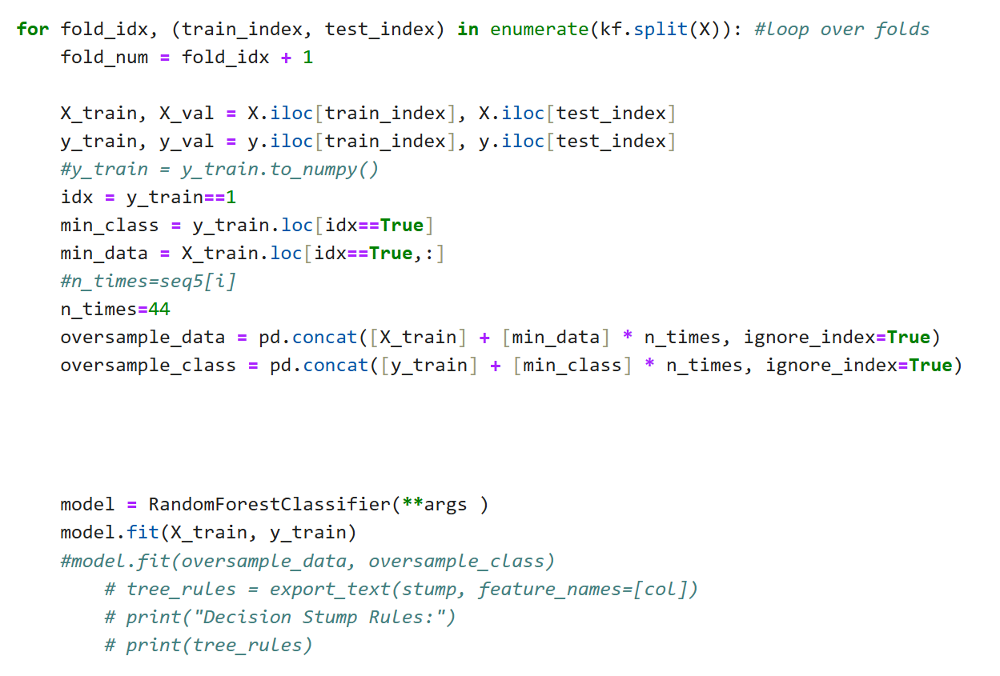 for fold_idx, (train_index, test_index) in enumerate(kf.split(X)): #loop over folds
    fold_num = fold_idx + 1

    X_train, X_val = X.iloc[train_index], X.iloc[test_index]
    y_train, y_val = y.iloc[train_index], y.iloc[test_index]
    #y_train = y_train.to_numpy()
    idx = y_train==1
    min_class = y_train.loc[idx==True]
    min_data = X_train.loc[idx==True,:]
    #n_times=seq5[i]
    n_times=44
    oversample_data = pd.concat([X_train] + [min_data] * n_times, ignore_index=True)
    oversample_class = pd.concat([y_train] + [min_class] * n_times, ignore_index=True)

    model = RandomForestClassifier(**args )
    model.fit(X_train, y_train)
    #model.fit(oversample_data, oversample_class)
        # tree_rules = export_text(stump, feature_names=[col])
        # print("Decision Stump Rules:")
        # print(tree_rules)